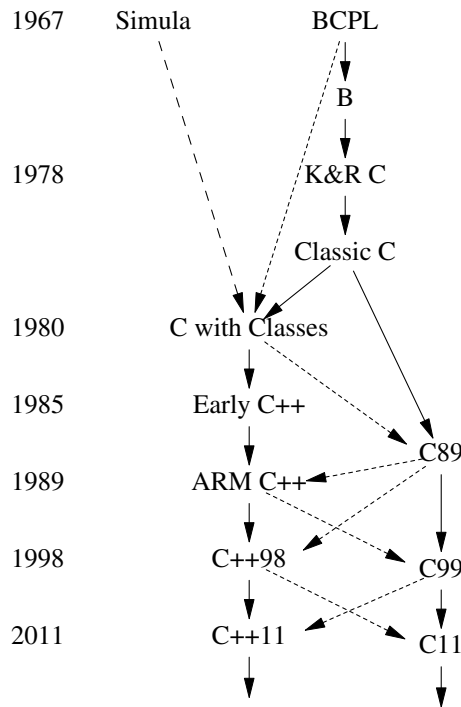 1967 Simula BCPL
B
1978 K&R C
Classic C
1980 C with Classes
1985 Early C++
C89
1989 ARM C++
1998 C++98
C99
2011 C++11
C11